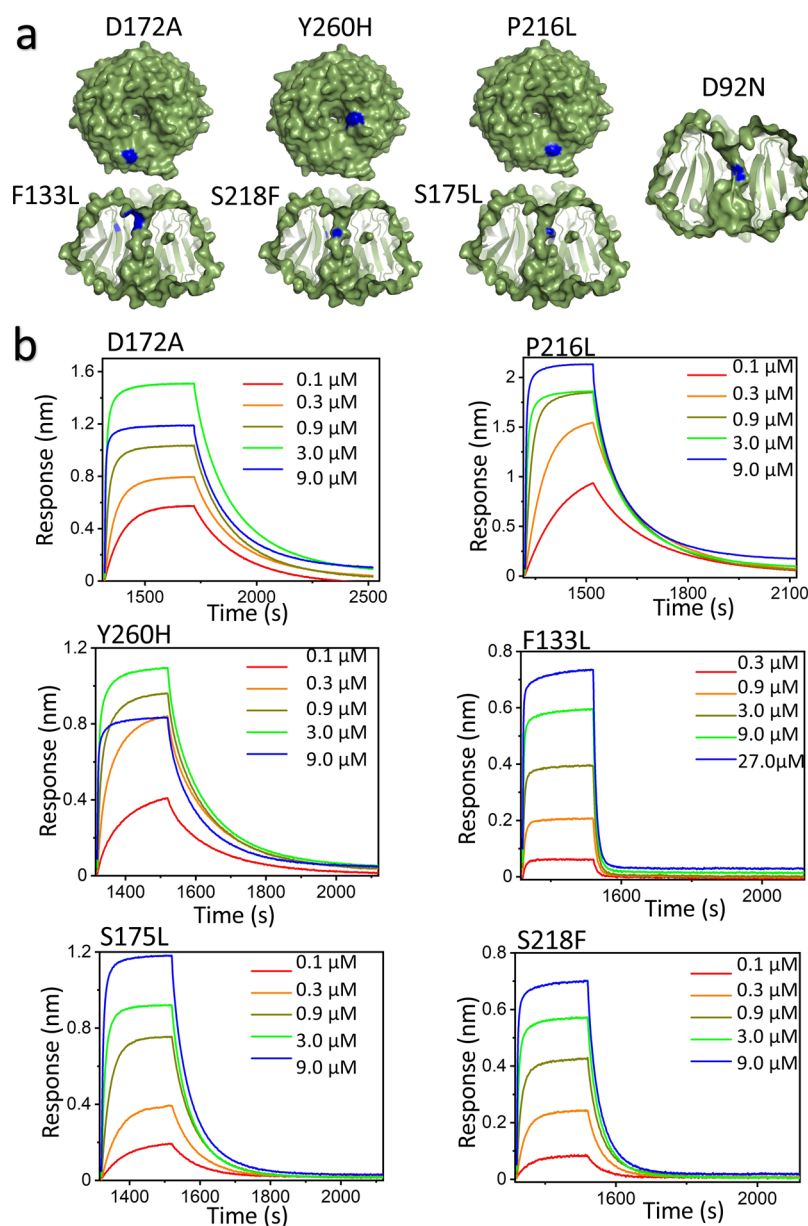 a
D172A
Y260H
P216L
D92N
F133L
S218F
S175L
b
D172A
Response (nm)
1.6
1.2
0.8
0.4
0
1500
2000
2500
Time (s)
0.1 µM
0.3 µM
0.9 µM
3.0 µM
9.0 µM
P216L
Response (nm)
2
1.5
1
0.5
0
1500
1800
2100
Time (s)
0.1 µM
0.3 µM
0.9 µM
3.0 µM
9.0 µM
Y260H
Response (nm)
1.2
0.8
0.4
0
1400
1600
1800
2000
Time (s)
0.1 µM
0.3 µM
0.9 µM
3.0 µM
9.0 µM
F133L
Response (nm)
0.8
0.6
0.4
0.2
0
1600
2000
Time (s)
0.3 µM
0.9 µM
3.0 µM
9.0 µM
27.0µM
S175L
Response (nm)
1.2
0.8
0.4
0
1400
1600
1800
2000
Time (s)
0.1 µM
0.3 µM
0.9 µM
3.0 µM
9.0 µM
S218F
Response (nm)
0.8
0.6
0.4
0.2
0
1600
2000
Time (s)
0.1 µM
0.3 µM
0.9 µM
3.0 µM
9.0 µM